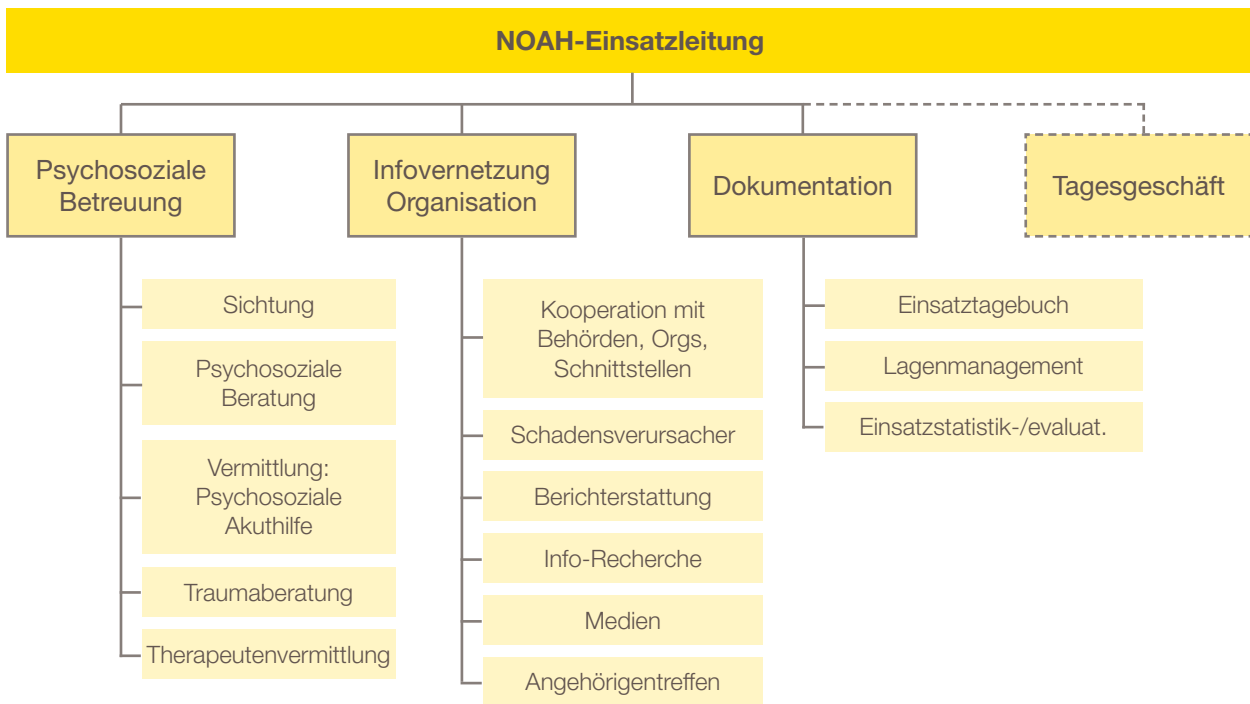 NOAH-Einsatzleitung
Psychosoziale
Betreuung
Infovernetzung
Organisation
Dokumentation
Tagesgeschäft
Sichtung
Psychosoziale
Beratung
Vermittlung:
Psychosoziale
Akuthilfe
Traumaberatung
Therapeutenvermittlung
Kooperation mit
Behörden, Orgs,
Schnittstellen
Schadensverursacher
Berichterstattung
Info-Recherche
Medien
Angehörigentreffen
Einsatztagebuch
Lagenmanagement
Einsatzstatistik-/evaluat.